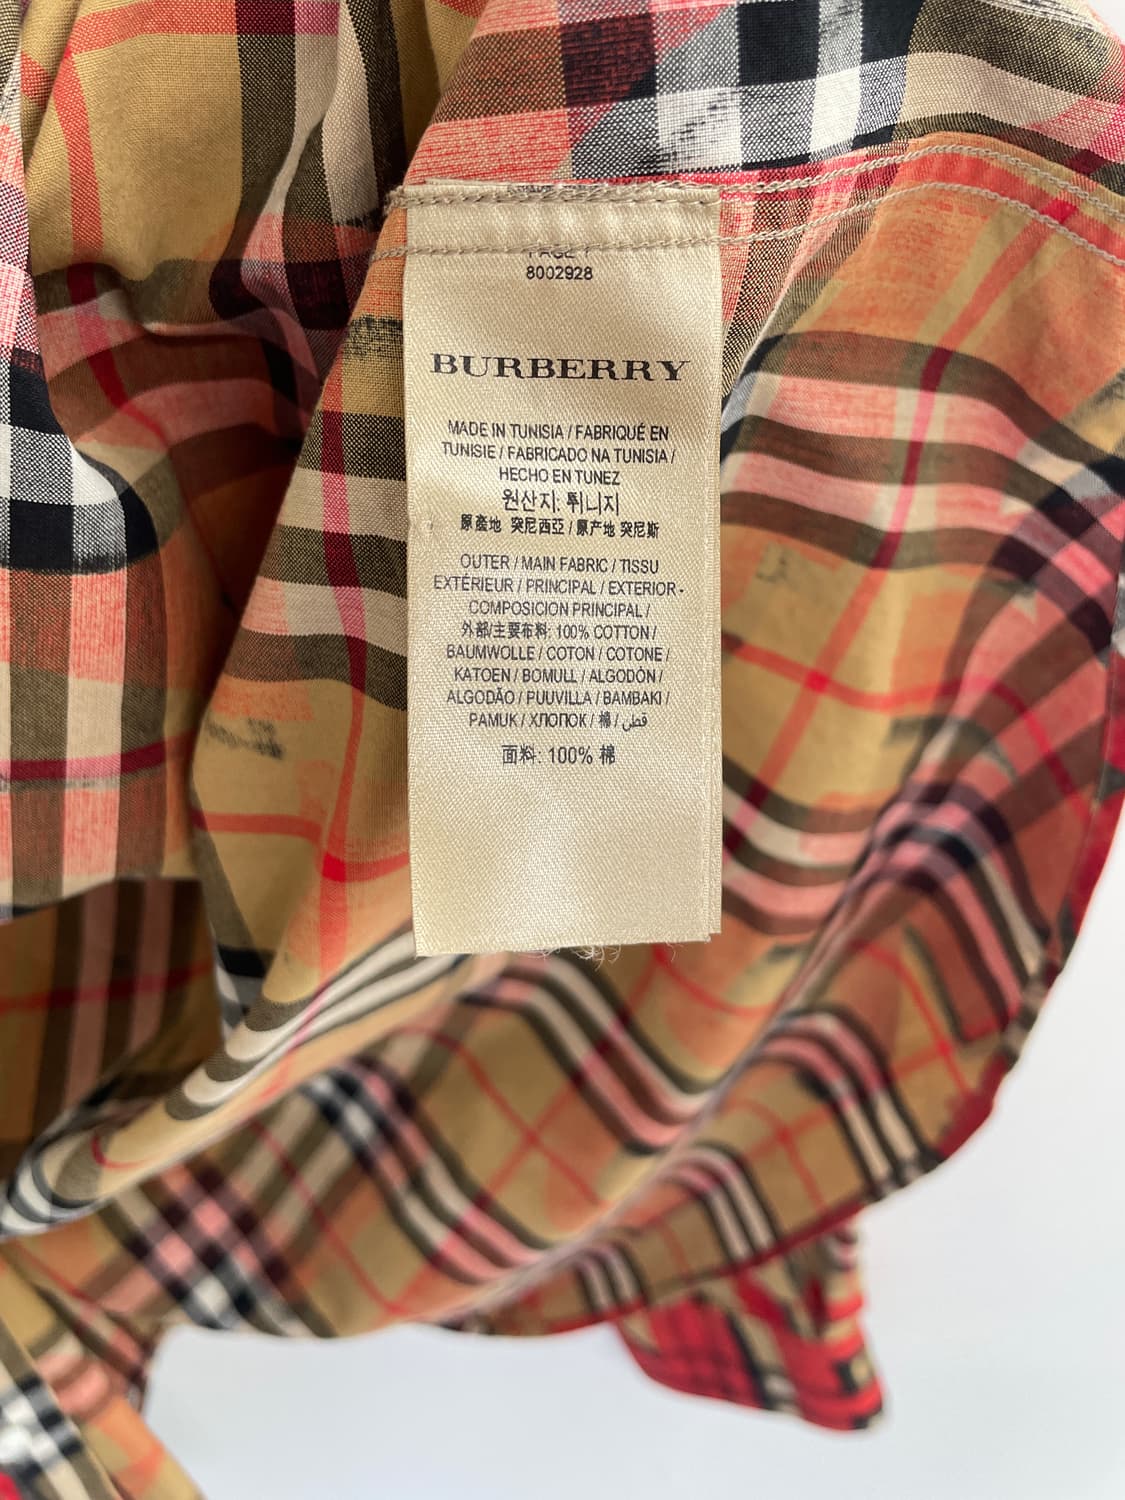 8002928
BURBERRY
MADE IN TUNISIA / FABRIQUÉ EN
TUNISIE / FABRICADO NA TUNISIA /
HECHO EN TUNEZ
원산지: 튀니지
原產地 突尼西亞 / 原产地 突尼斯
OUTER / MAIN FABRIC / TISSU
EXTÉRIEUR / PRINCIPAL / EXTERIOR -
COMPOSICION PRINCIPAL /
外部/主要布料: 100% COTTON /
BAUMWOLLE / COTON / COTONE /
KATOEN / BOMULL / ALGODÓN /
ALGODÃO / PUUVILLA / BAMBAKI /
PAMUK / ХЛОПОК / 棉 / قطن
面料: 100% 棉